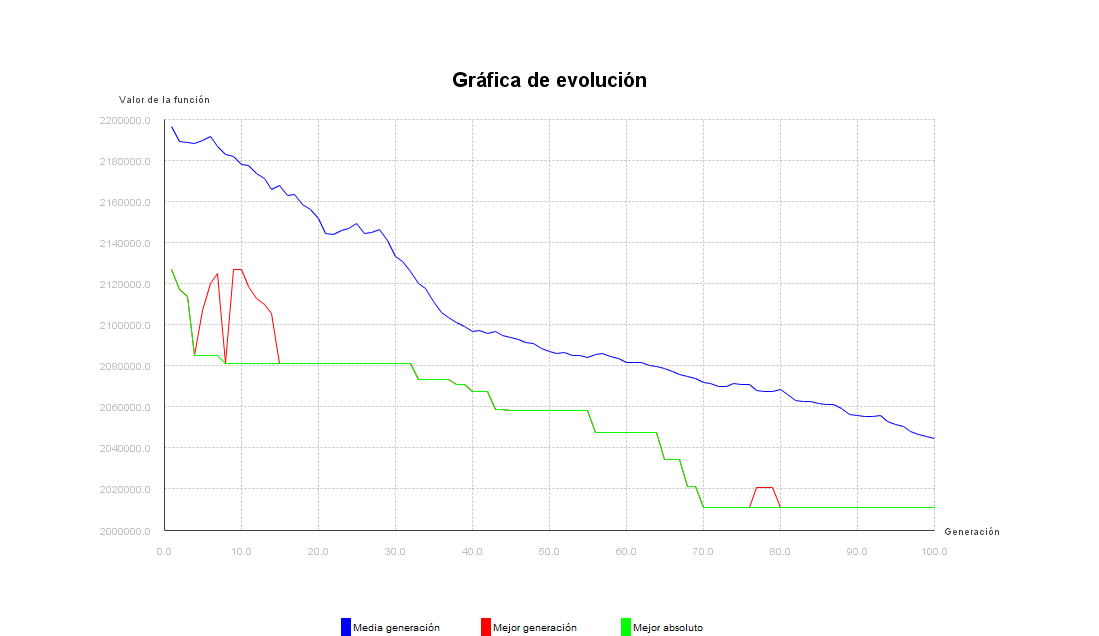 Gráfica de evolución
Valor de la función
2200000.0
2180000.0
2160000.0
2140000.0
2120000.0
2100000.0
2080000.0
2060000.0
2040000.0
2020000.0
2000000.0
Generación
0.0 10.0 20.0 30.0 40.0 50.0 60.0 70.0 80.0 90.0 100.0
Media generación Mejor generación Mejor absoluto